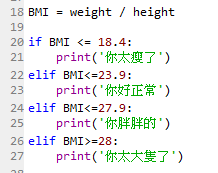 18 BMI = weight / height
19
20 if BMI <= 18.4:
21     print('你太瘦了')
22 elif BMI<=23.9:
23     print('你好正常')
24 elif BMI<=27.9:
25     print('你胖胖的')
26 elif BMI>=28:
27     print('你太大隻了')